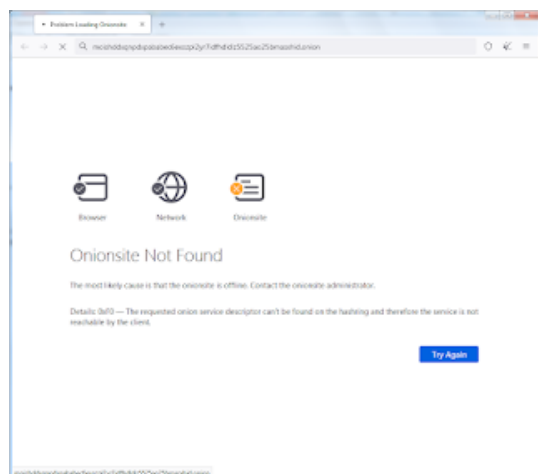 Problem Loading Onionsite
Browser
Network
Onionsite
Onionsite Not Found
The most likely cause is that the onionsite is offline. Contact the onionsite administrator.
Details: 0xF0 — The requested onion service descriptor can't be found on the hashring and therefore the service is not
reachable by the client.
Try Again